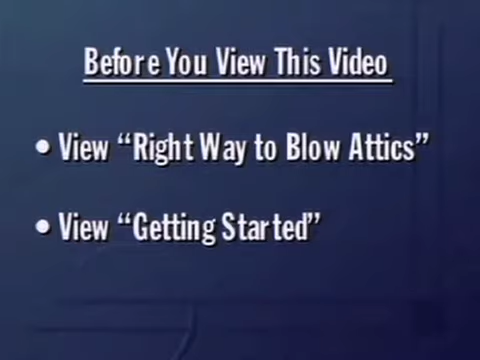 Before You View This Video
• View “Right Way to Blow Attics”
• View “Getting Started”